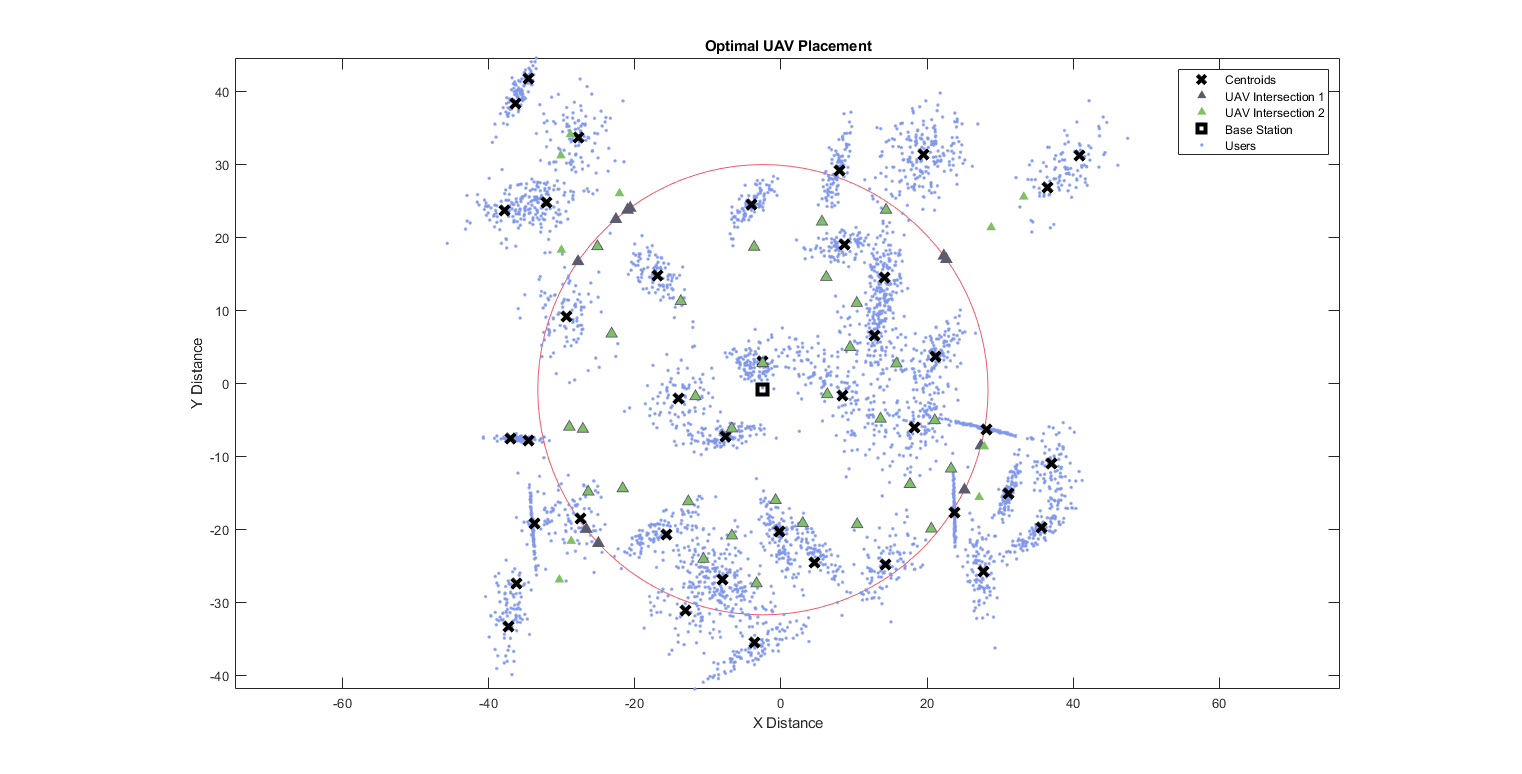 Optimal UAV Placement
Centroids
UAV Intersection 1
UAV Intersection 2
Base Station
Users
Y Distance
40
30
20
10
0
-10
-20
-30
-40
-60
-40
-20
0
20
40
60
X Distance